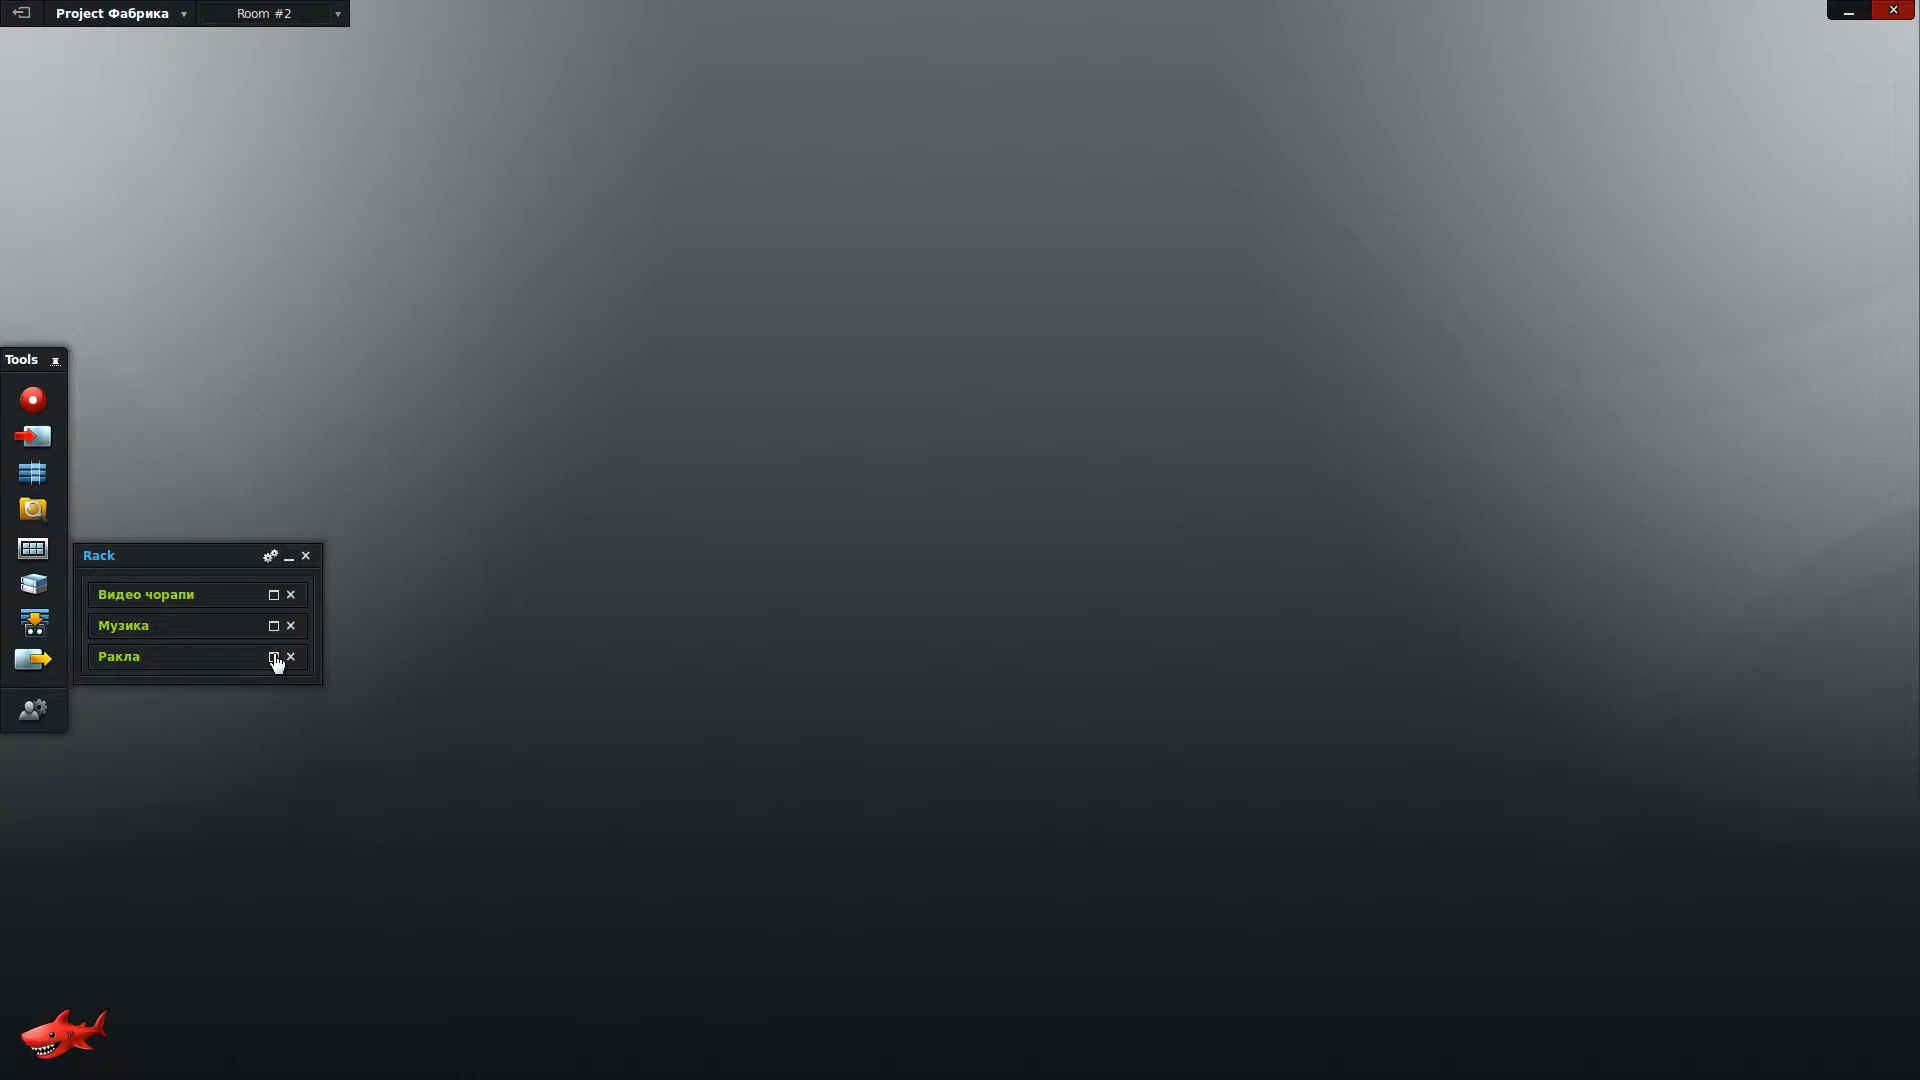 Project Фабрика
Room #2
Tools
Rack
Видео чорапи
Музика
Ракла